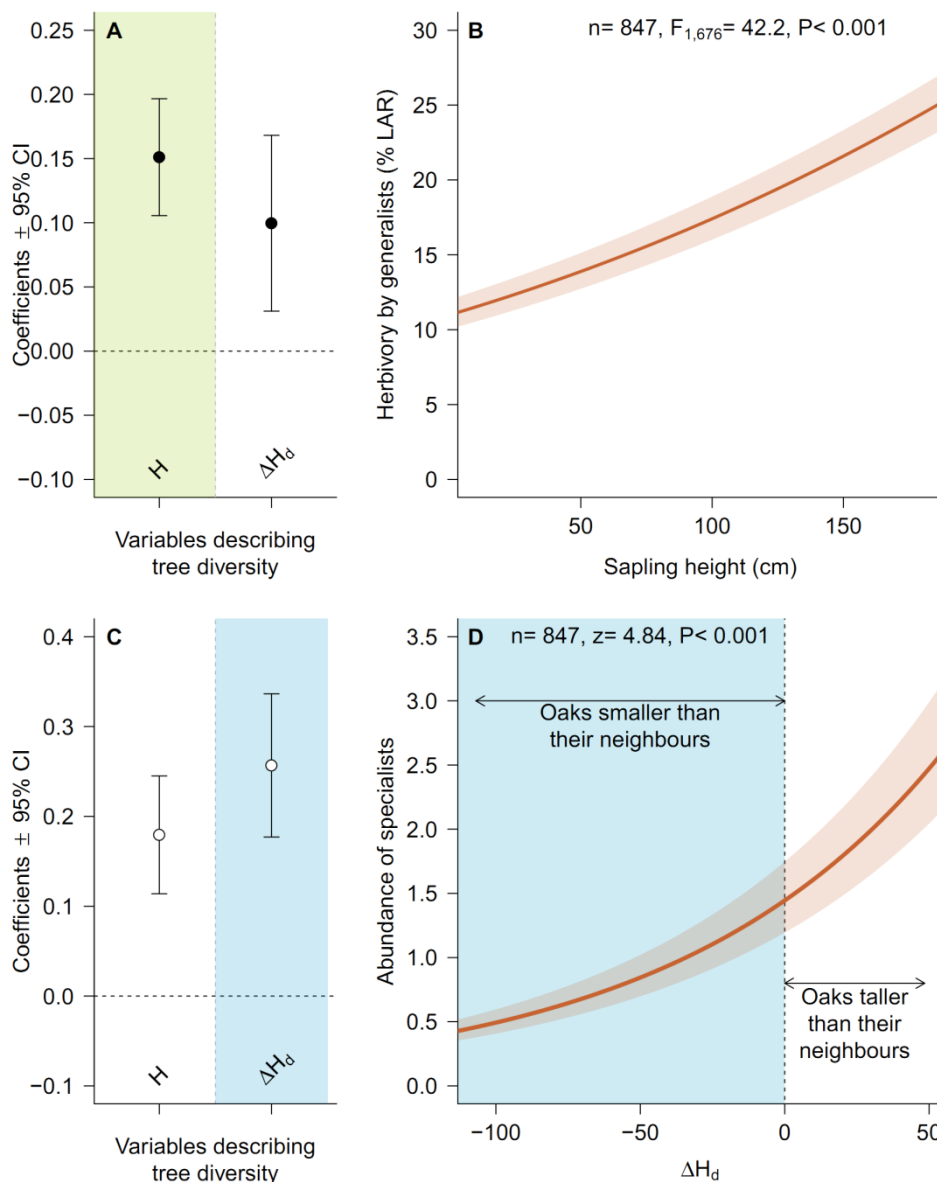 A
0.25
0.20
0.15
0.10
0.05
0.00
−0.05
−0.10
Coefficients ± 95% CI
H
ΔHd
Variables describing
tree diversity
B
n= 847, F1,676= 42.2, P< 0.001
30
25
20
15
10
5
0
Herbivory by generalists (% LAR)
50
100
150
Sapling height (cm)
C
0.4
0.3
0.2
0.1
0.0
−0.1
Coefficients ± 95% CI
H
ΔHd
Variables describing
tree diversity
D
n= 847, z= 4.84, P< 0.001
3.5
3.0
2.5
2.0
1.5
1.0
0.5
0.0
Abundance of specialists
Oaks smaller than
their neighbours
Oaks taller
than their
neighbours
−100
−50
0
50
ΔHd